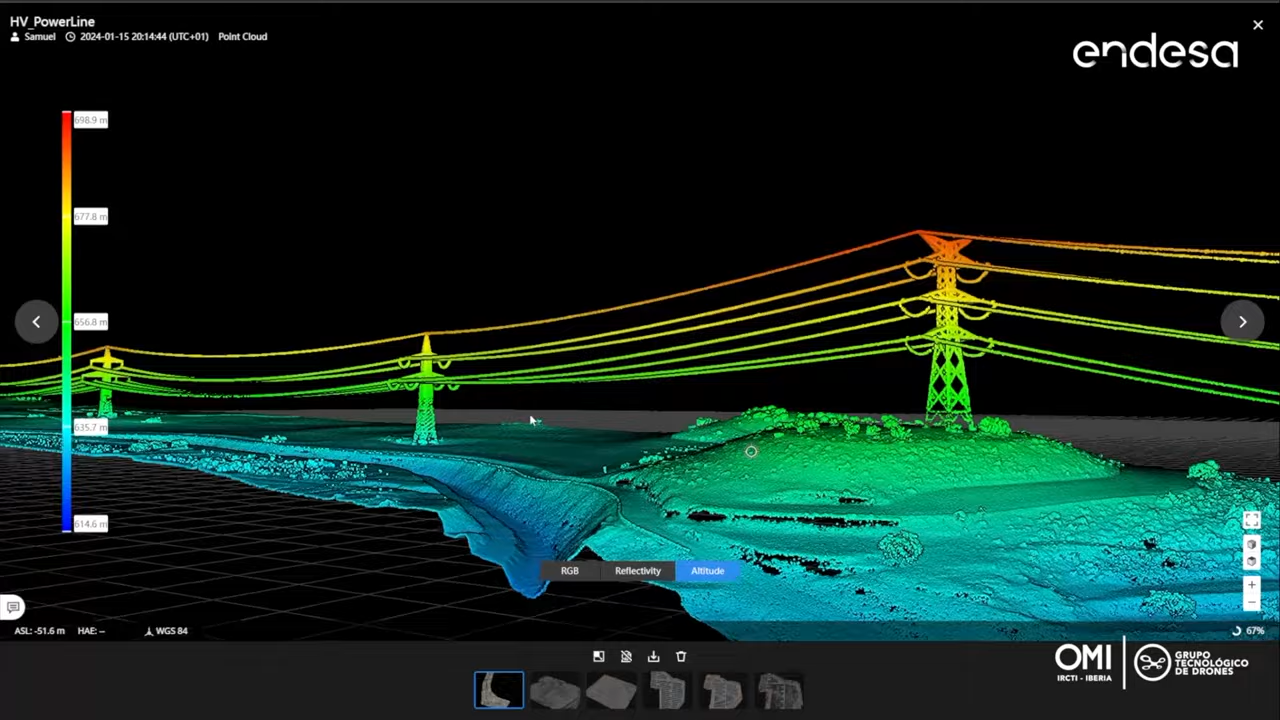 HV_PowerLine
Samuel 2024-01-15 20:14:44 (UTC+01) Point Cloud
endesa
698.9 m
677.8 m
656.8 m
635.7 m
614.6 m
RGB Reflectivity Altitude
ASL: -51.6 m HAE: -- WGS 84
67%
OMI
IRCTI - IBERIA
GRUPO
TECNOLÓGICO
DE DRONES